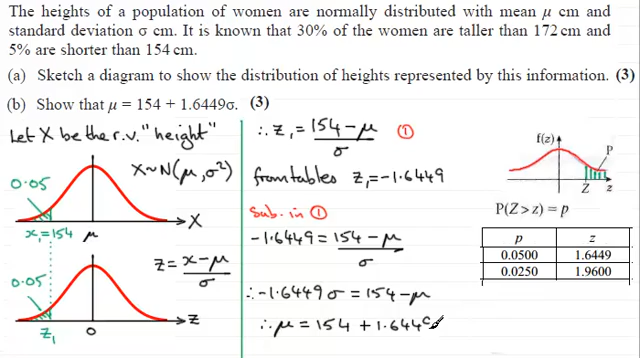 The heights of a population of women are normally distributed with mean μ cm and
standard deviation σ cm. It is known that 30% of the women are taller than 172 cm and
5% are shorter than 154 cm.
(a) Sketch a diagram to show the distribution of heights represented by this information. (3)
(b) Show that μ = 154 + 1.6449σ. (3)
Let X be the r.v. "height"
X~N(μ, σ²)
0.05
X
x₁=154 μ
z = x-μ/σ
0.05
Z
z₁ 0
∴ z₁ = 154-μ/σ ①
from tables z₁ = -1.6449
Sub. in ①
-1.6449 = 154-μ/σ
∴ -1.6449σ = 154-μ
∴ μ = 154 + 1.6449
f(z)
p
z z
P(Z > z) = p
p z
0.0500 1.6449
0.0250 1.9600